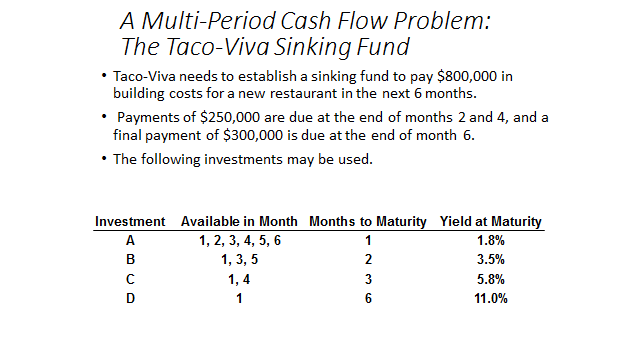 A Multi-Period Cash Flow Problem:
The Taco-Viva Sinking Fund
• Taco-Viva needs to establish a sinking fund to pay $800,000 in
building costs for a new restaurant in the next 6 months.
• Payments of $250,000 are due at the end of months 2 and 4, and a
final payment of $300,000 is due at the end of month 6.
• The following investments may be used.
Investment Available in Month Months to Maturity Yield at Maturity
A 1, 2, 3, 4, 5, 6 1 1.8%
B 1, 3, 5 2 3.5%
C 1, 4 3 5.8%
D 1 6 11.0%